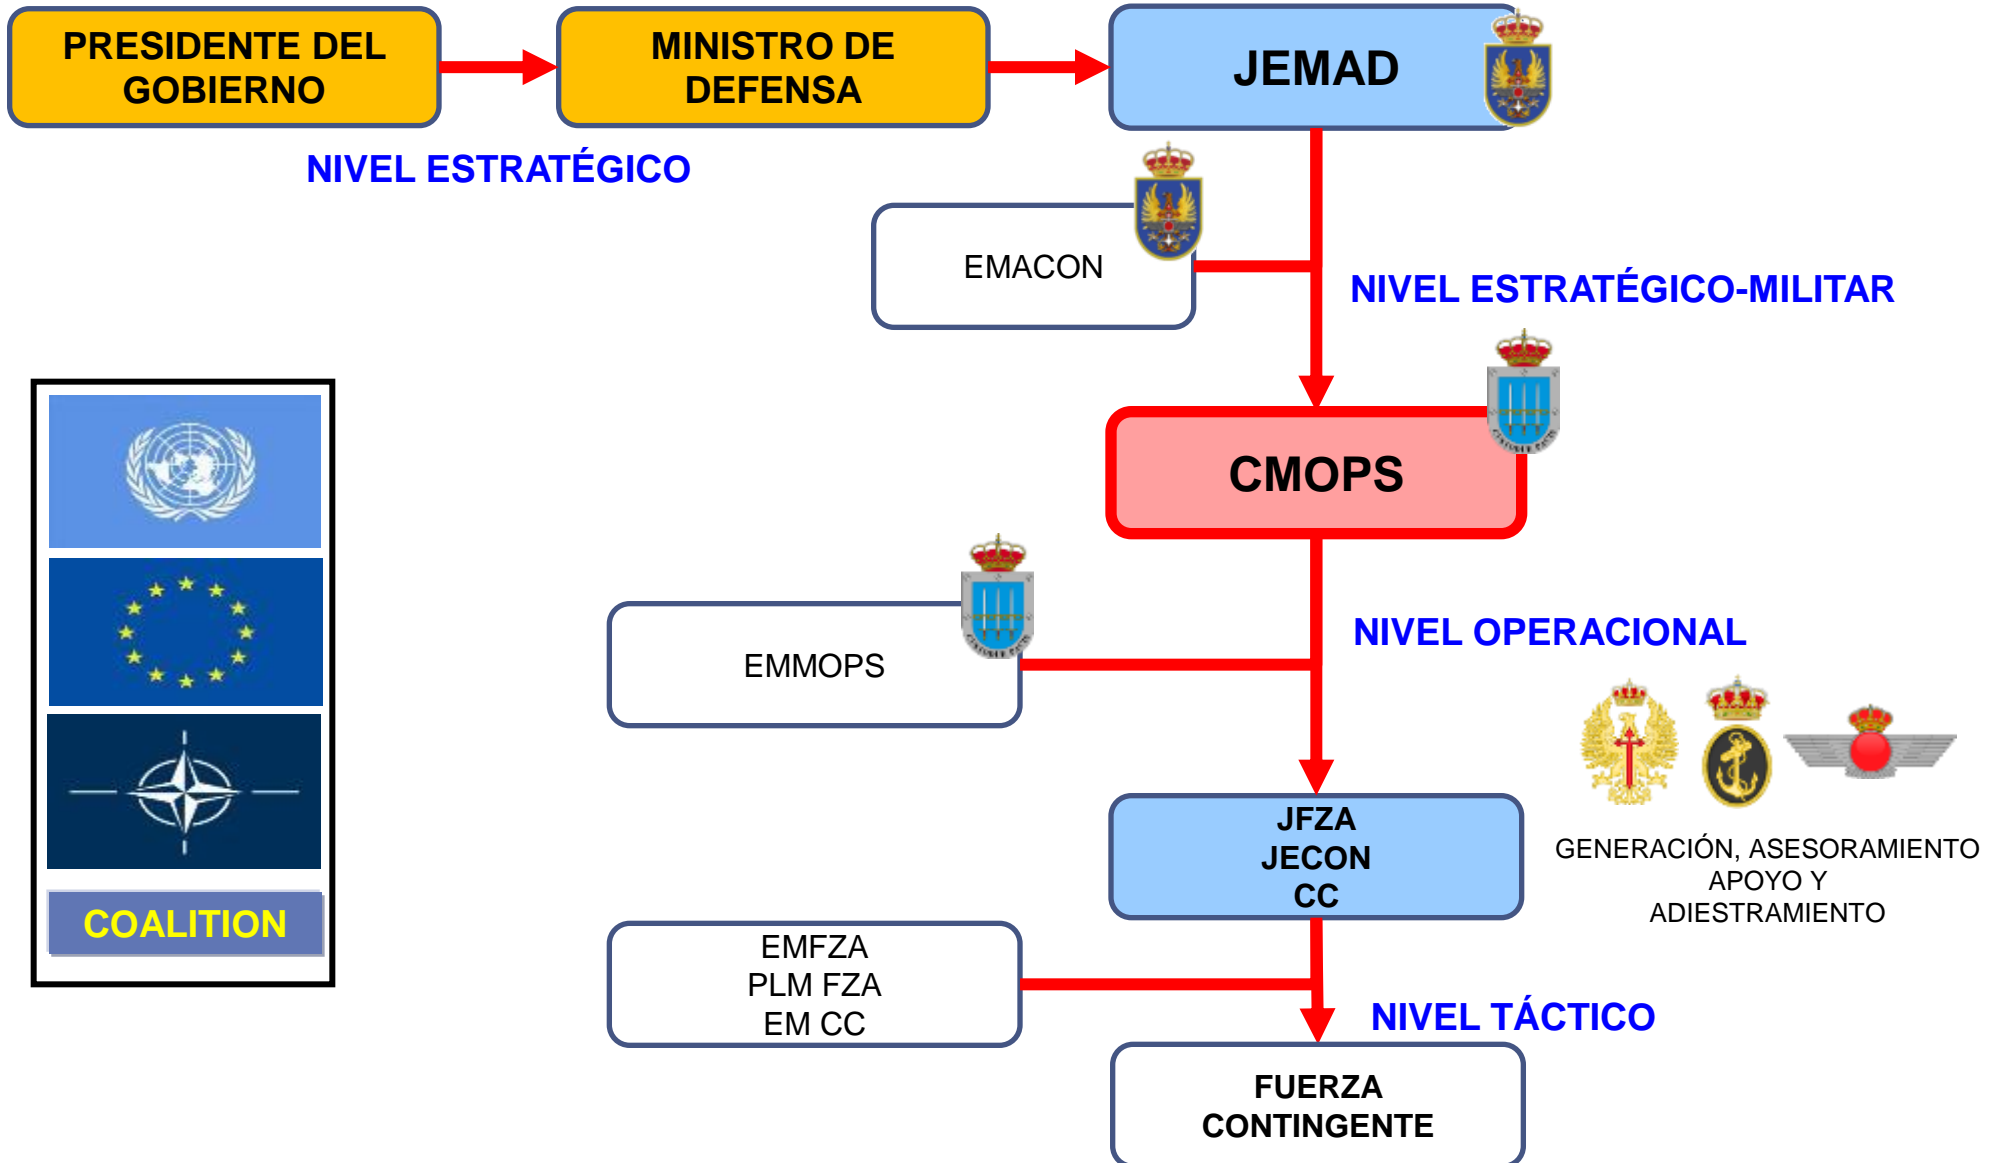 PRESIDENTE DEL
GOBIERNO
MINISTRO DE
DEFENSA
JEMAD
NIVEL ESTRATÉGICO
EMACON
NIVEL ESTRATÉGICO-MILITAR
CMOPS
EMMOPS
NIVEL OPERACIONAL
JFZA
JECON
CC
GENERACIÓN, ASESORAMIENTO
APOYO Y
ADIESTRAMIENTO
COALITION
EMFZA
PLM FZA
EM CC
NIVEL TÁCTICO
FUERZA
CONTINGENTE